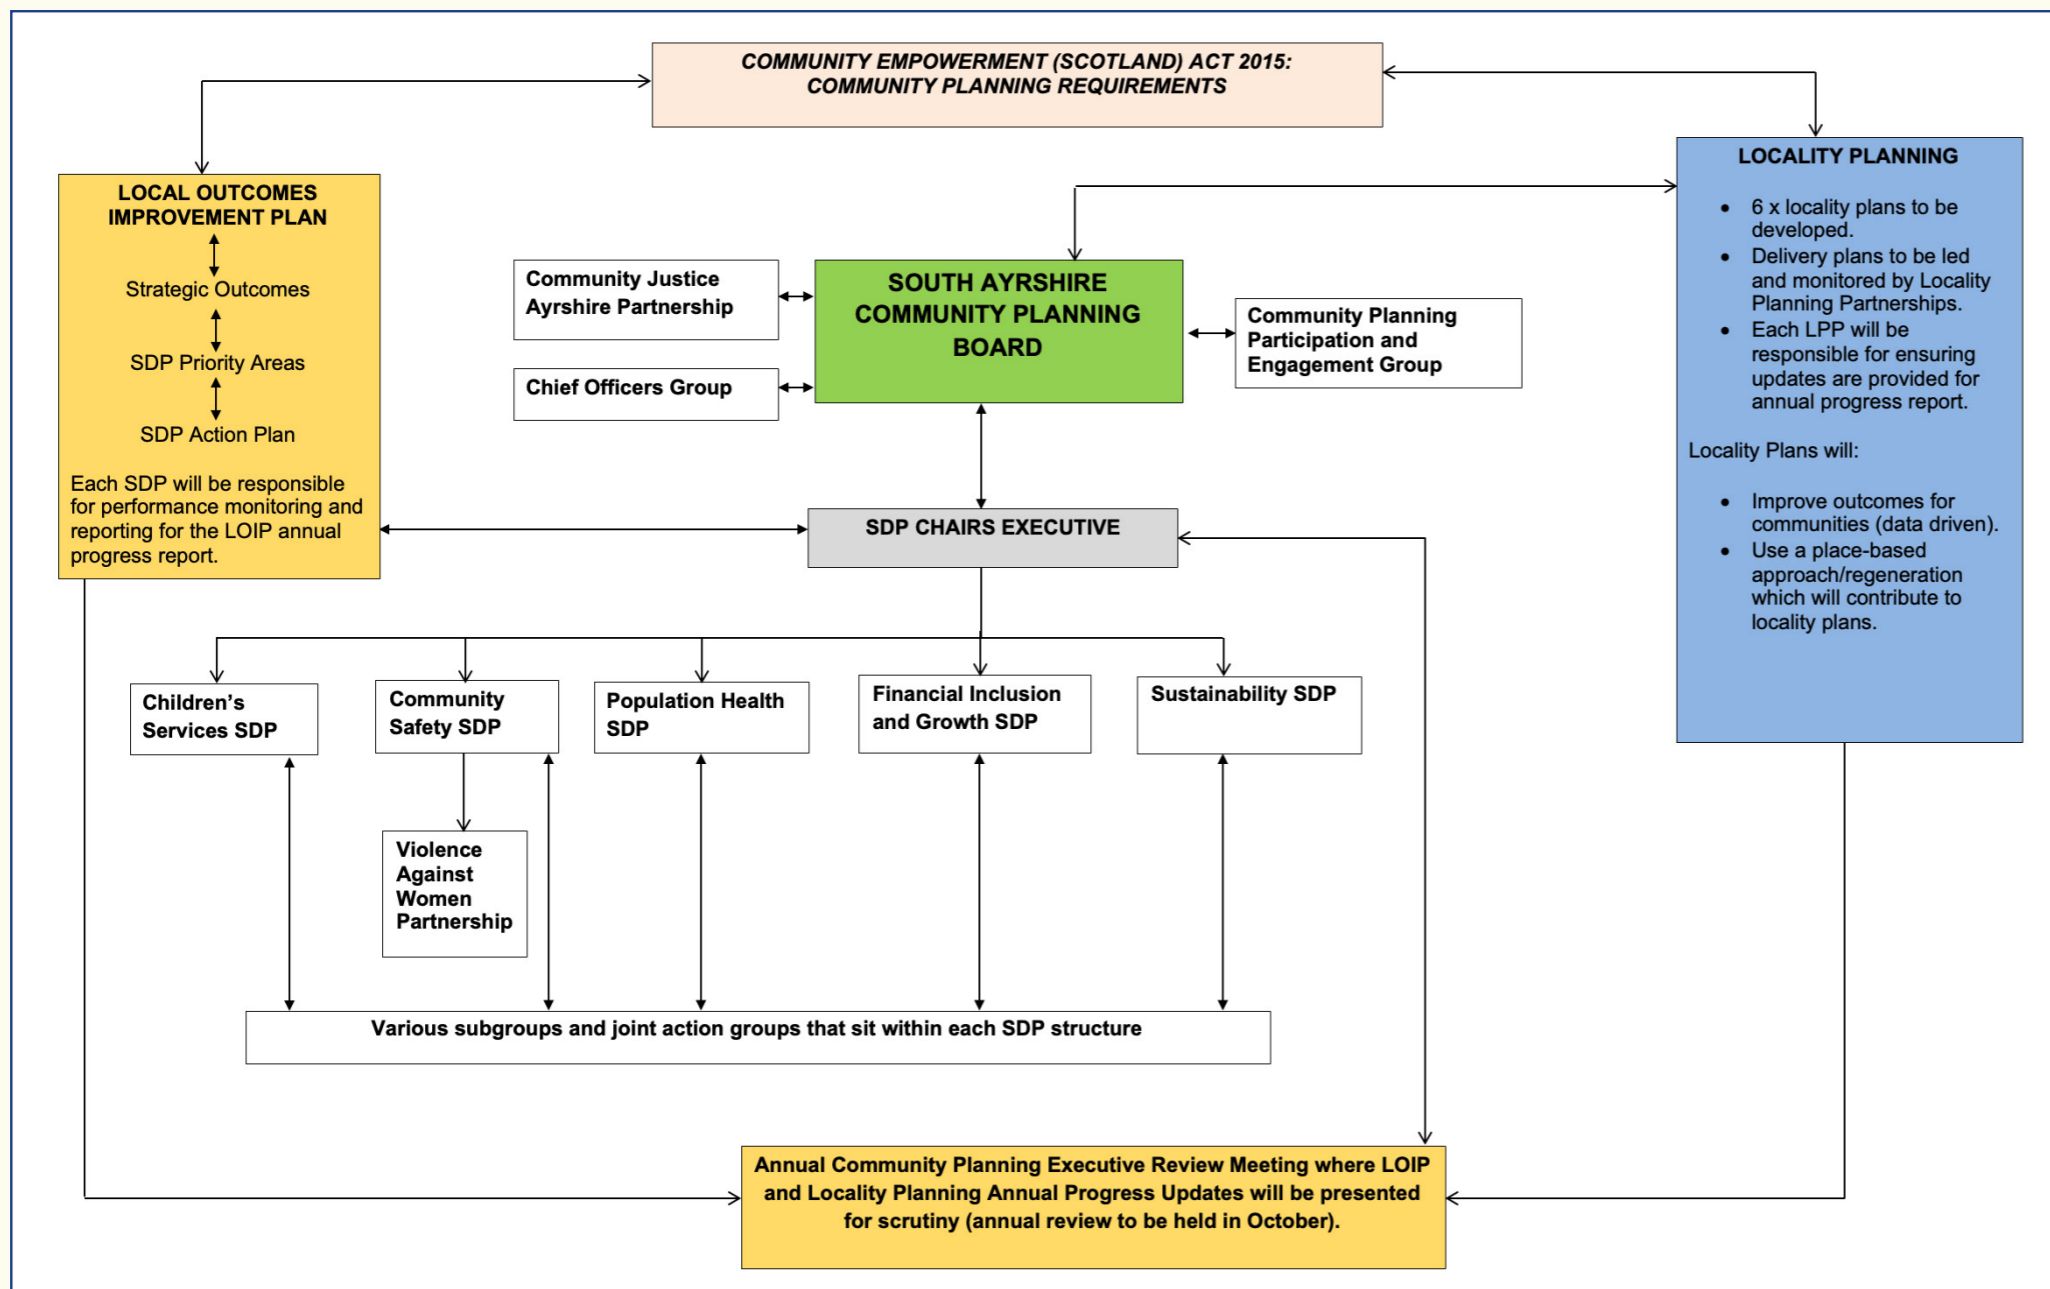 COMMUNITY EMPOWERMENT (SCOTLAND) ACT 2015:
COMMUNITY PLANNING REQUIREMENTS
LOCAL OUTCOMES
IMPROVEMENT PLAN
Strategic Outcomes
SDP Priority Areas
SDP Action Plan
Each SDP will be responsible
for performance monitoring and
reporting for the LOIP annual
progress report.
Community Justice
Ayrshire Partnership
Chief Officers Group
SOUTH AYRSHIRE
COMMUNITY PLANNING
BOARD
Community Planning
Participation and
Engagement Group
LOCALITY PLANNING
• 6 x locality plans to be
developed.
• Delivery plans to be led
and monitored by Locality
Planning Partnerships.
• Each LPP will be
responsible for ensuring
updates are provided for
annual progress report.
Locality Plans will:
• Improve outcomes for
communities (data driven).
• Use a place-based
approach/regeneration
which will contribute to
locality plans.
SDP CHAIRS EXECUTIVE
Children’s
Services SDP
Community
Safety SDP
Population Health
SDP
Financial Inclusion
and Growth SDP
Sustainability SDP
Violence
Against
Women
Partnership
Various subgroups and joint action groups that sit within each SDP structure
Annual Community Planning Executive Review Meeting where LOIP
and Locality Planning Annual Progress Updates will be presented
for scrutiny (annual review to be held in October).